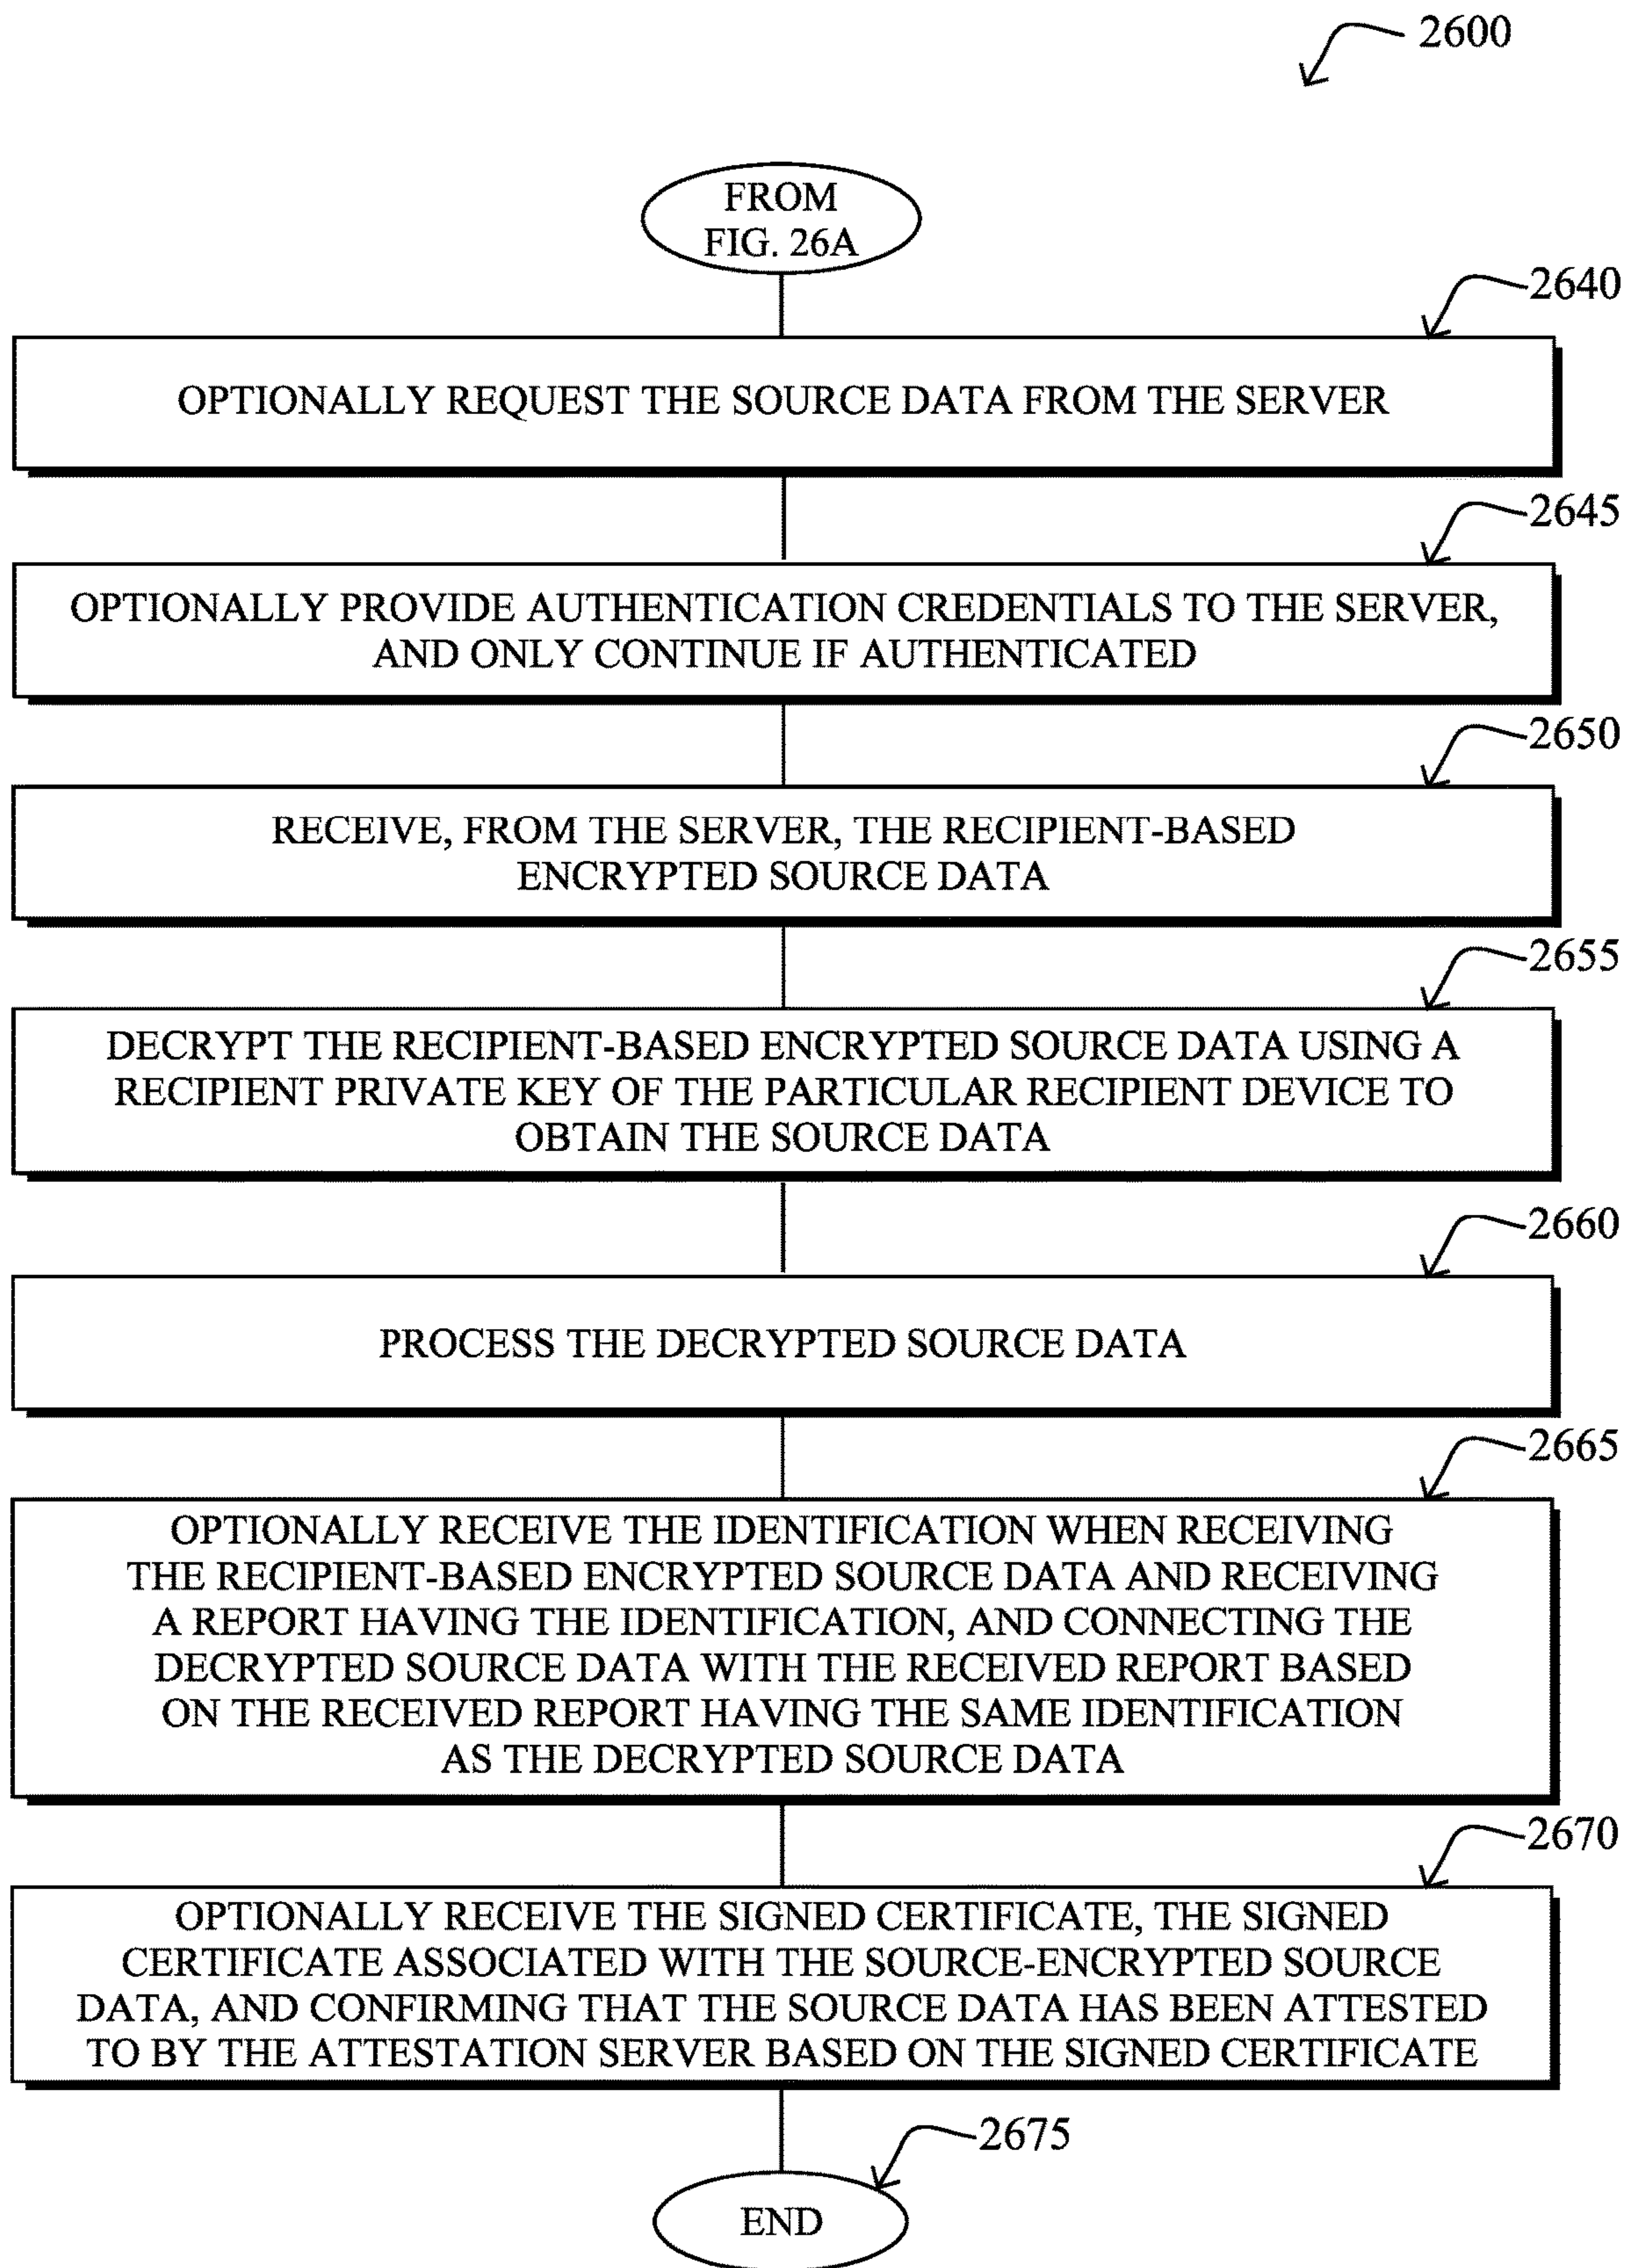 2600
FROM
FIG. 26A
2640
OPTIONALLY REQUEST THE SOURCE DATA FROM THE SERVER
2645
OPTIONALLY PROVIDE AUTHENTICATION CREDENTIALS TO THE SERVER,
AND ONLY CONTINUE IF AUTHENTICATED
2650
RECEIVE, FROM THE SERVER, THE RECIPIENT-BASED
ENCRYPTED SOURCE DATA
2655
DECRYPT THE RECIPIENT-BASED ENCRYPTED SOURCE DATA USING A
RECIPIENT PRIVATE KEY OF THE PARTICULAR RECIPIENT DEVICE TO
OBTAIN THE SOURCE DATA
2660
PROCESS THE DECRYPTED SOURCE DATA
2665
OPTIONALLY RECEIVE THE IDENTIFICATION WHEN RECEIVING
THE RECIPIENT-BASED ENCRYPTED SOURCE DATA AND RECEIVING
A REPORT HAVING THE IDENTIFICATION, AND CONNECTING THE
DECRYPTED SOURCE DATA WITH THE RECEIVED REPORT BASED
ON THE RECEIVED REPORT HAVING THE SAME IDENTIFICATION
AS THE DECRYPTED SOURCE DATA
2670
OPTIONALLY RECEIVE THE SIGNED CERTIFICATE, THE SIGNED
CERTIFICATE ASSOCIATED WITH THE SOURCE-ENCRYPTED SOURCE
DATA, AND CONFIRMING THAT THE SOURCE DATA HAS BEEN ATTESTED
TO BY THE ATTESTATION SERVER BASED ON THE SIGNED CERTIFICATE
2675
END